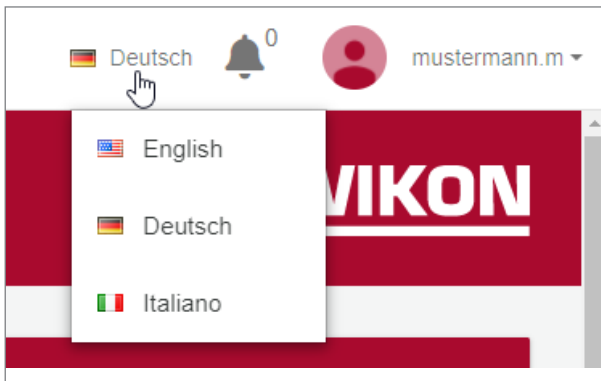 Deutsch 0 mustermann.m
English
VIKON
Deutsch
Italiano